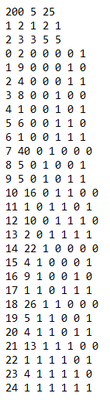 200 5 25
1 2 1 2 1
2 3 3 5 5
0 2 0 0 0 0 1
1 9 0 0 0 1 0
2 4 0 0 0 1 1
3 8 0 0 1 0 0
4 1 0 0 1 0 1
5 6 0 0 1 1 0
6 1 0 0 1 1 1
7 40 0 1 0 0 0
8 5 0 1 0 0 1
9 5 0 1 0 1 1
10 16 0 1 1 0 0
11 1 0 1 1 0 1
12 10 0 1 1 1 0
13 2 0 1 1 1 1
14 22 1 0 0 0 0
15 4 1 0 0 0 1
16 9 1 0 0 1 0
17 1 1 0 1 1 1
18 26 1 1 0 0 0
19 5 1 1 0 0 1
20 4 1 1 0 1 1
21 13 1 1 1 0 0
22 1 1 1 1 0 1
23 4 1 1 1 1 0
24 1 1 1 1 1 1